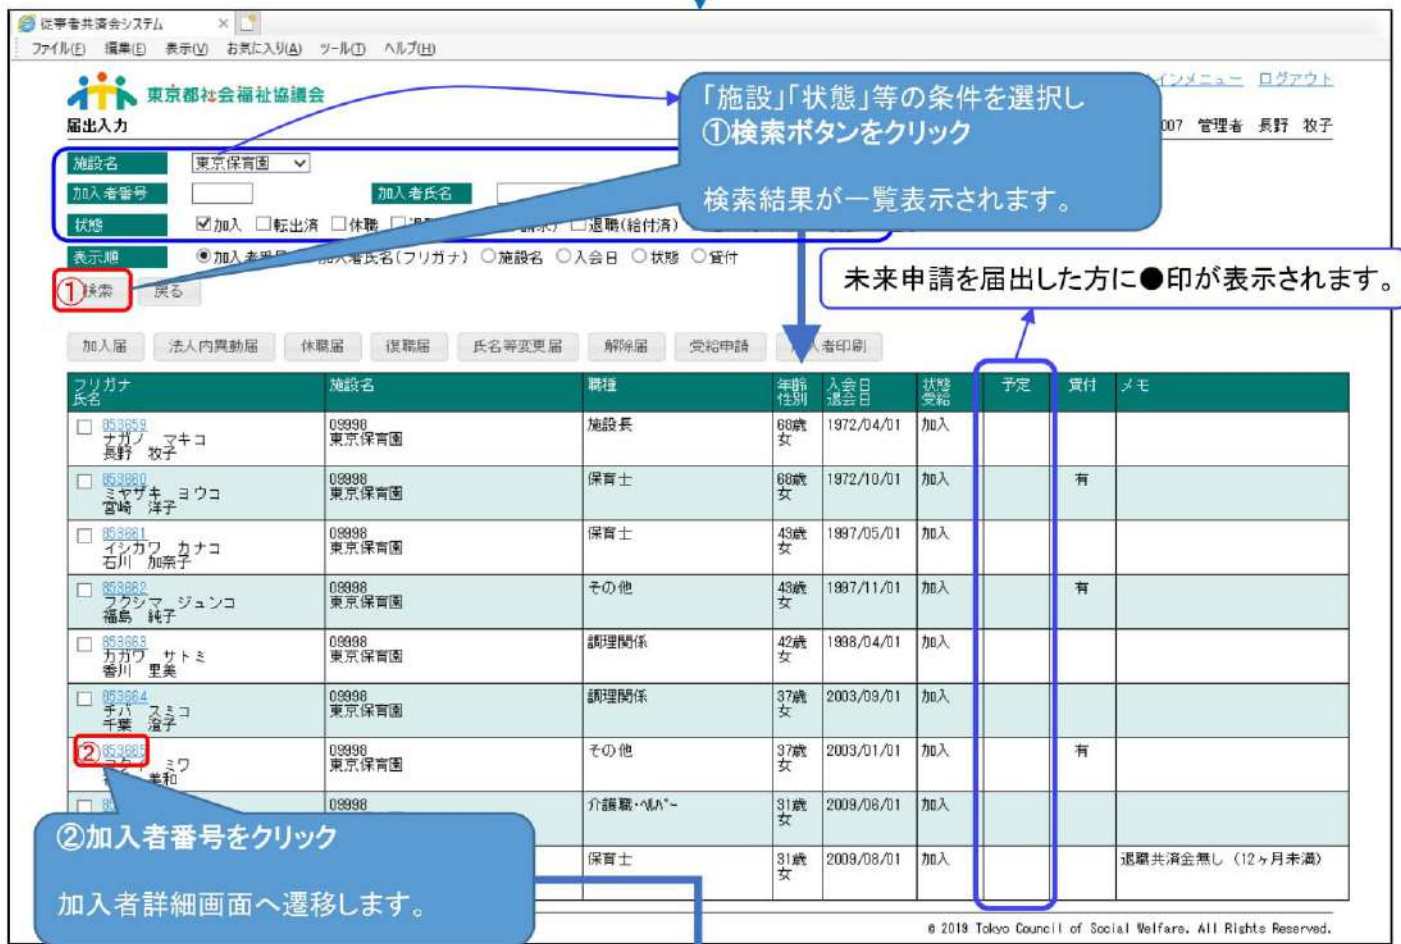 従事者共済会システム ×
ファイル(F) 編集(E) 表示(V) お気に入り(A) ツール(T) ヘルプ(H)
東京都社会福祉協議会
インメニュー ログアウト
届出入力
007 管理者 長野 牧子
「施設」「状態」等の条件を選択し
①検索ボタンをクリック
検索結果が一覧表示されます。
施設名 東京保育園
加入者番号 加入者氏名
状態 加入 転出済 休職 退職(給付済)
表示順 加入者番号 加入者氏名(フリガナ) 施設名 入会日 状態 貸付
①検索 戻る
未来申請を届出した方に●印が表示されます。
加入届 法人内異動届 休職届 復職届 氏名等変更届 解除届 受給申請 者印刷
フリガナ 施設名 職種 年齢 入会日 状態 予定 貸付 メモ
氏名 性別 退会日 受給
853659 09998 施設長 68歳 1972/04/01 加入
ナガノ マキコ 東京保育園 女
長野 牧子
853660 09998 保育士 68歳 1972/10/01 加入 有
ミヤザキ ヨウコ 東京保育園 女
宮崎 洋子
853661 09998 保育士 43歳 1997/05/01 加入
イシカワ カナコ 東京保育園 女
石川 加奈子
853662 09998 その他 43歳 1997/11/01 加入 有
フクシマ ジュンコ 東京保育園 女
福島 純子
853663 09998 調理関係 42歳 1998/04/01 加入
カガワ サトミ 東京保育園 女
香川 里美
853664 09998 調理関係 37歳 2003/09/01 加入
チバ スミコ 東京保育園 女
千葉 澄子
②853665 09998 その他 37歳 2003/01/01 加入 有
ミワ 東京保育園 女
美和
09998 介護職・ヘルパー 31歳 2009/06/01 加入
女
②加入者番号をクリック
保育士 31歳 2009/08/01 加入 退職共済金無し (12ヶ月未満)
女
加入者詳細画面へ遷移します。
© 2019 Tokyo Council of Social Welfare. All Rights Reserved.